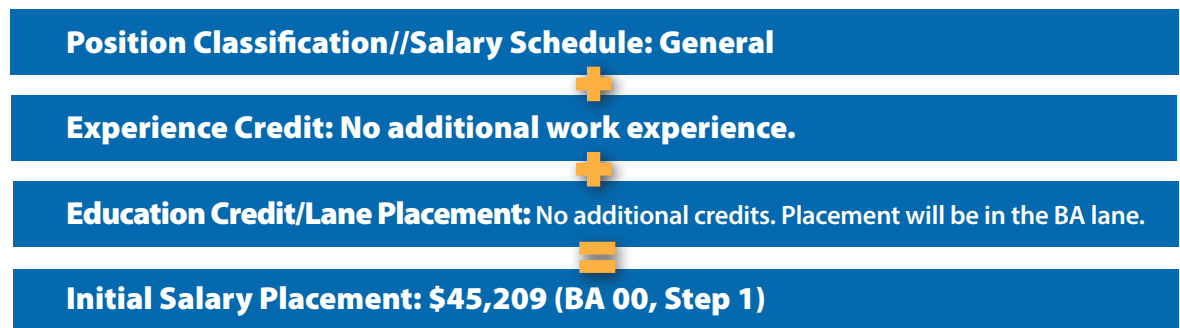 Position Classification//Salary Schedule: General
+
Experience Credit: No additional work experience.
+
Education Credit/Lane Placement: No additional credits. Placement will be in the BA lane.
=
Initial Salary Placement: $45,209 (BA 00, Step 1)